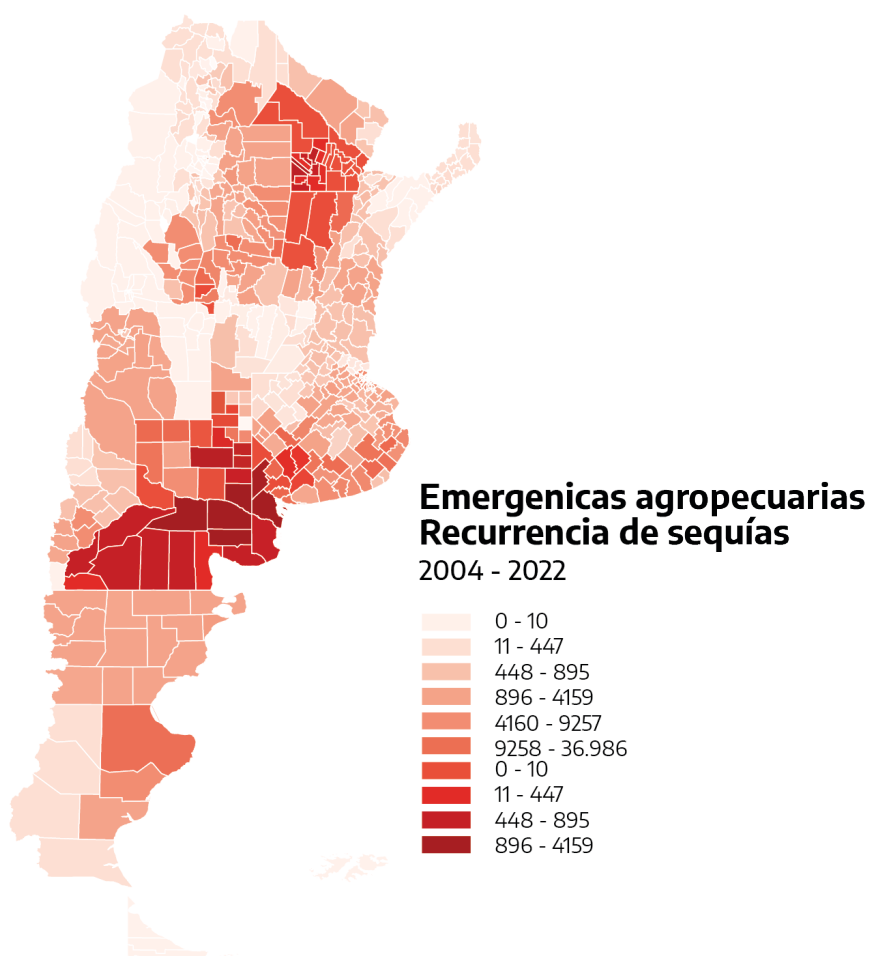 Emergenicas agropecuarias
Recurrencia de sequías
2004 - 2022
0 - 10
11 - 447
448 - 895
896 - 4159
4160 - 9257
9258 - 36.986
0 - 10
11 - 447
448 - 895
896 - 4159